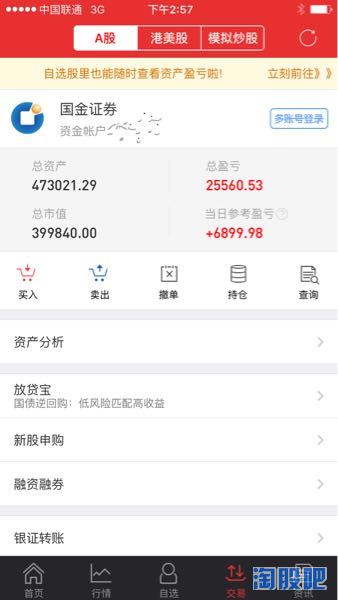 中国联通 3G 下午2:57
A股 港美股 模拟炒股
自选股里也能随时查看资产盈亏啦! 立刻前往》》
国金证券
资金帐户
多账号登录
总资产 总盈亏
473021.29 25560.53
总市值 当日参考盈亏?
399840.00 +6899.98
买入 卖出 撤单 持仓 查询
资产分析
放贷宝
国债逆回购：低风险匹配高收益
新股申购
融资融券
银证转账
首页 行情 自选 交易 资讯
淘股吧